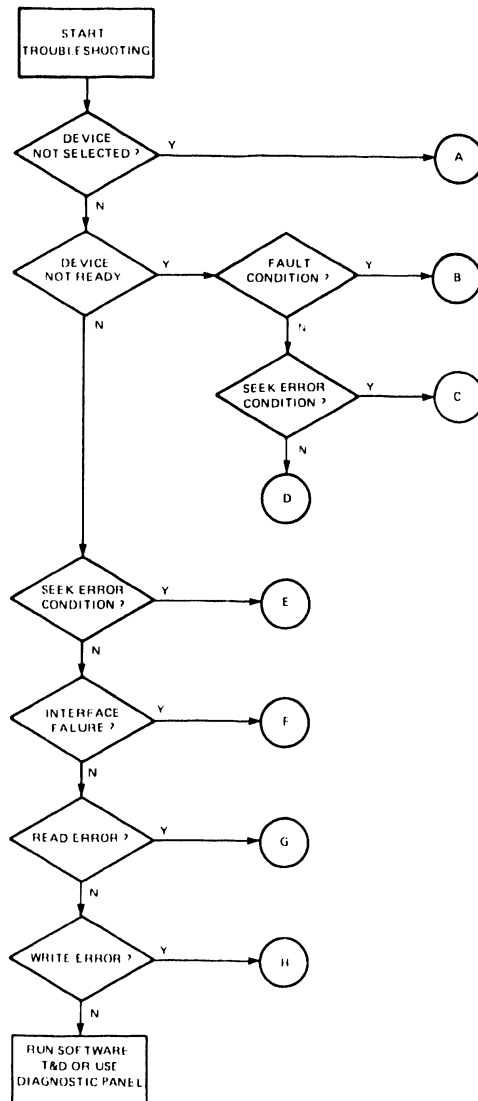 START
TROUBLESHOOTING
DEVICE
NOT SELECTED?
Y
A
N
DEVICE
NOT READY
Y
FAULT
CONDITION?
Y
B
N
N
SEEK ERROR
CONDITION?
Y
C
N
D
SEEK ERROR
CONDITION?
Y
E
N
INTERFACE
FAILURE?
Y
F
N
READ ERROR?
Y
G
N
WRITE ERROR?
Y
H
N
RUN SOFTWARE
T&D OR USE
DIAGNOSTIC PANEL